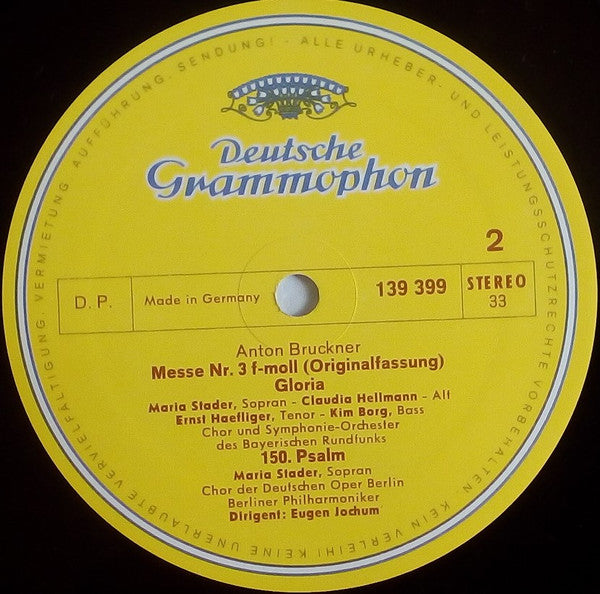 Deutsche
Grammophon
2
D. P.
Made in Germany
139 399
STEREO
33
Anton Bruckner
Messe Nr. 3 f-moll (Originalfassung)
Gloria
Maria Stader, Sopran - Claudia Hellmann - Alt
Ernst Haefliger, Tenor - Kim Borg, Bass
Chor und Symphonie-Orchester
des Bayerischen Rundfunks
150. Psalm
Maria Stader, Sopran
Chor der Deutschen Oper Berlin
Berliner Philharmoniker
Dirigent: Eugen Jochum
ALLE URHEBER- UND LEISTUNGSSCHUTZRECHTE VORBEHALTEN. KEIN VERLEIH! KEINE UNERLAUBTE VERVIELFÄLTIGUNG, VERMIETUNG, AUFFÜHRUNG, SENDUNG! -